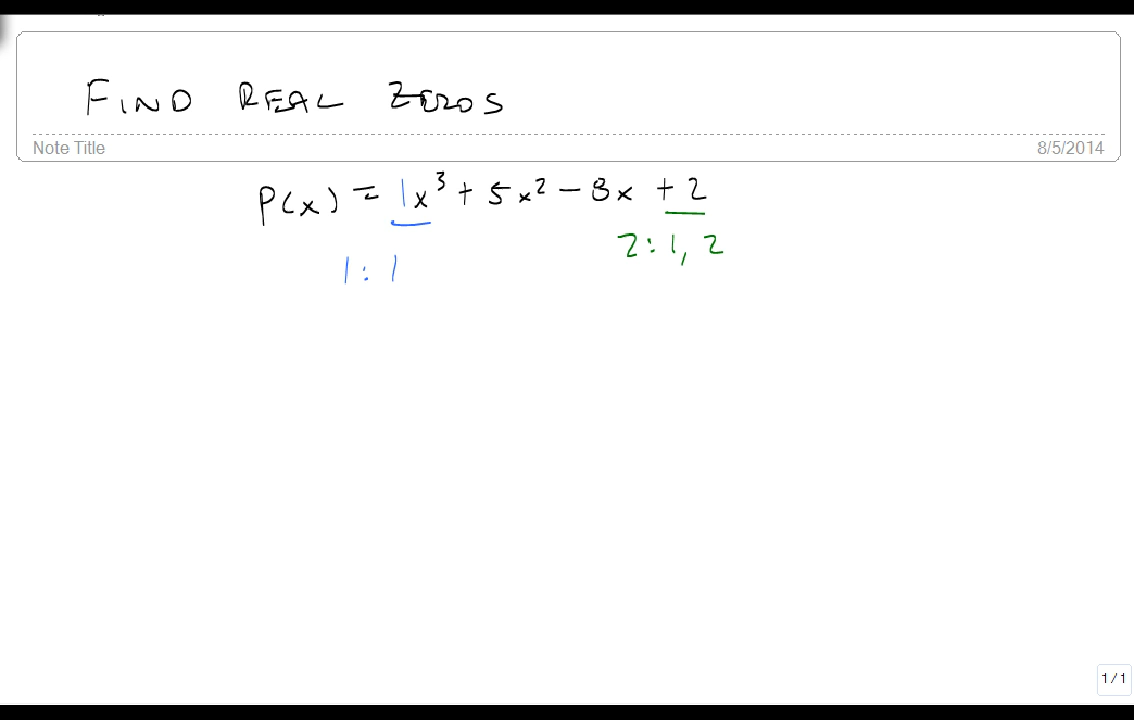 FIND REAL ZEROS
Note Title
8/5/2014
P(x) = 1x³ + 5x² - 8x + 2
2: 1, 2
1: 1
1/1